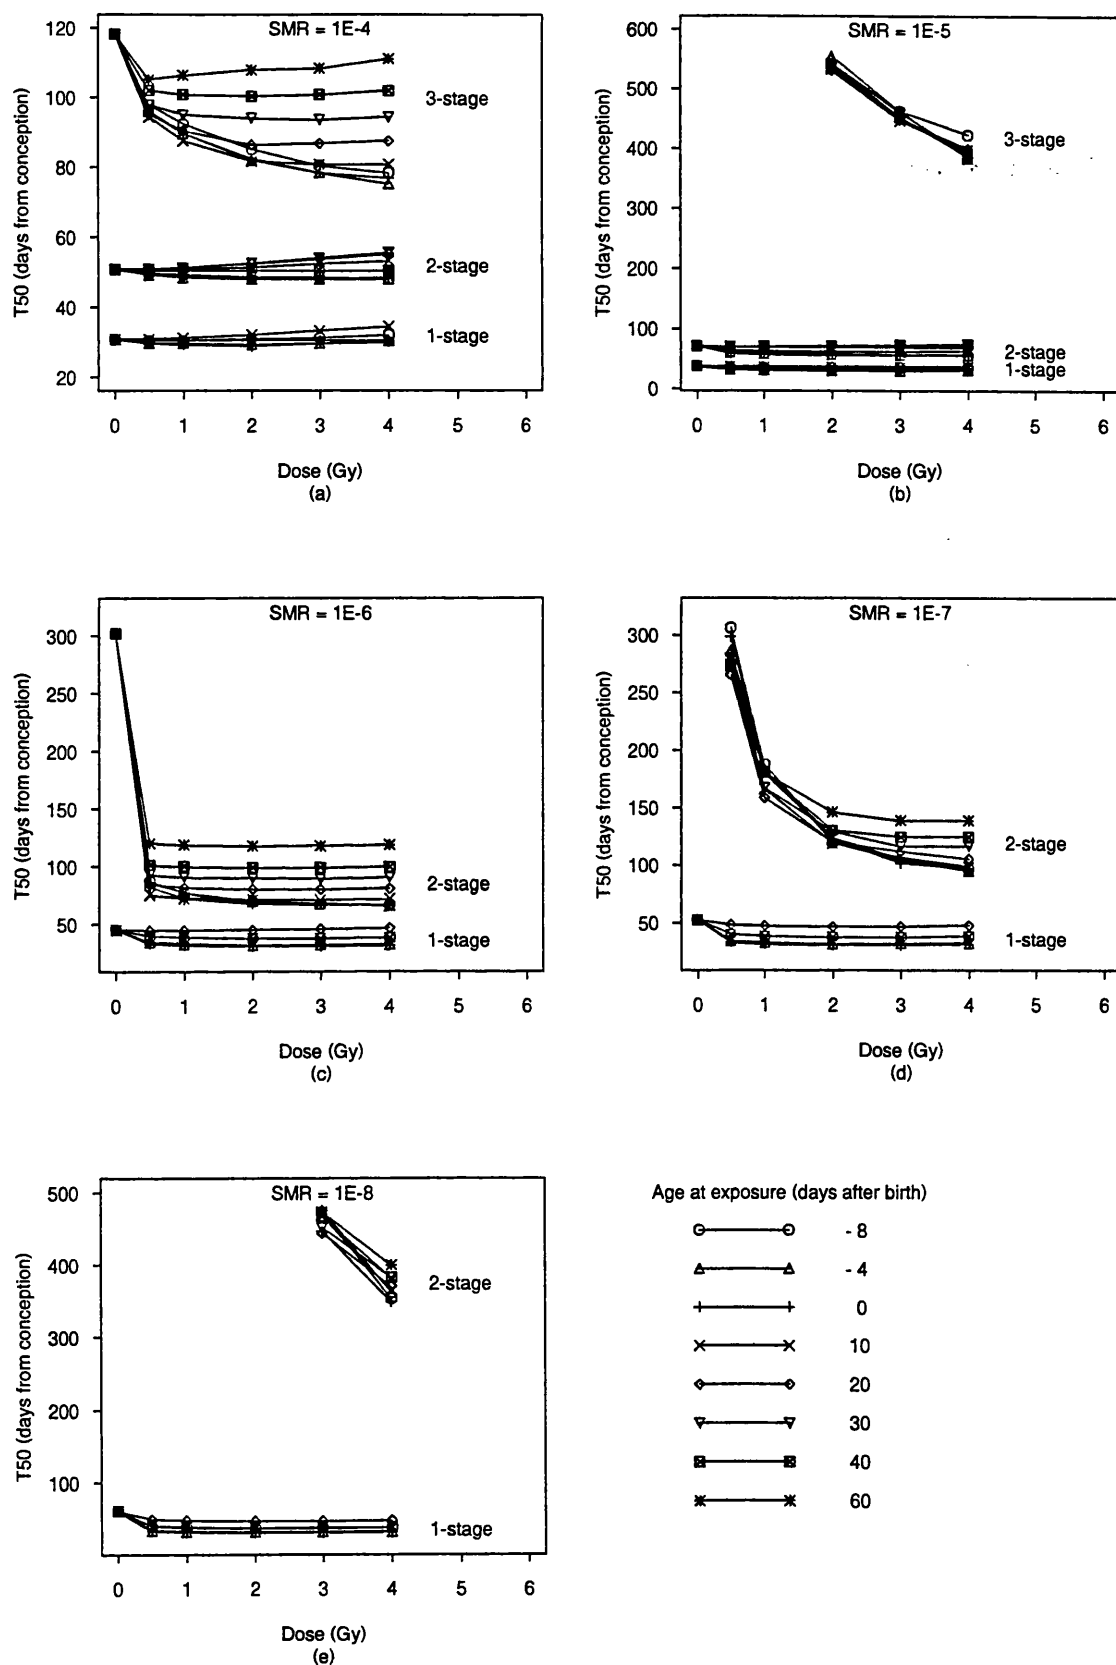 SMR = 1E-4
T50 (days from conception)
120
100
80
60
40
20
3-stage
2-stage
1-stage
0 1 2 3 4 5 6
Dose (Gy)
(a)
SMR = 1E-5
T50 (days from conception)
600
500
400
300
200
100
0
3-stage
2-stage
1-stage
0 1 2 3 4 5 6
Dose (Gy)
(b)
SMR = 1E-6
T50 (days from conception)
300
250
200
150
100
50
2-stage
1-stage
0 1 2 3 4 5 6
Dose (Gy)
(c)
SMR = 1E-7
T50 (days from conception)
300
250
200
150
100
50
2-stage
1-stage
0 1 2 3 4 5 6
Dose (Gy)
(d)
SMR = 1E-8
T50 (days from conception)
500
400
300
200
100
2-stage
1-stage
0 1 2 3 4 5 6
Dose (Gy)
(e)
Age at exposure (days after birth)
- 8
- 4
0
10
20
30
40
60